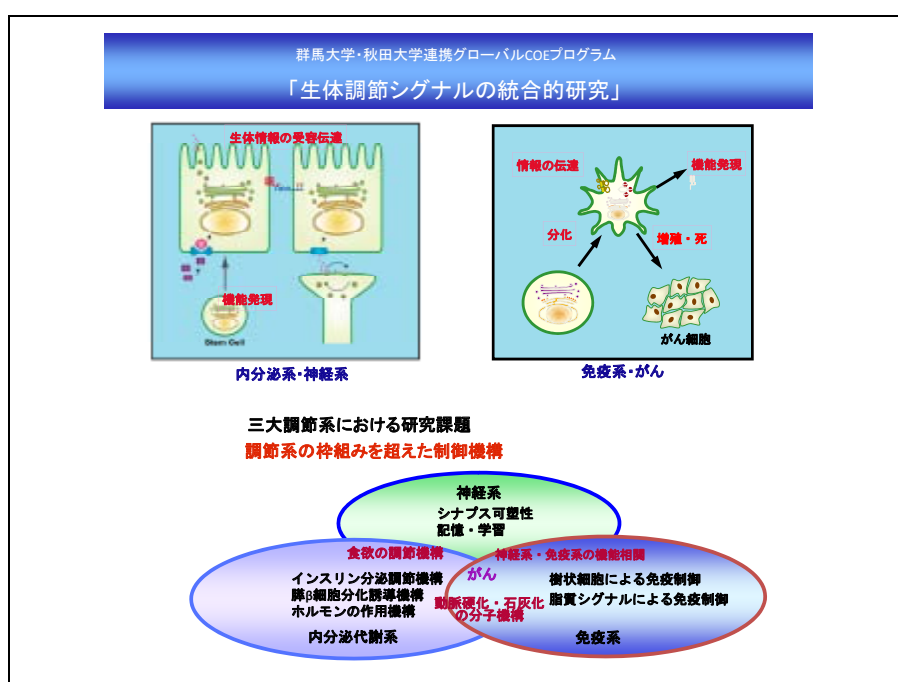 群馬大学・秋田大学連携グローバルCOEプログラム
「生体調節シグナルの統合的研究」
生体情報の受容伝達
機能発現
Stem Cell
内分泌系・神経系
情報の伝達
機能発現
分化
増殖・死
がん細胞
免疫系・がん
三大調節系における研究課題
調節系の枠組みを超えた制御機構
神経系
シナプス可塑性
記憶・学習
食欲の調節機構
神経系・免疫系の機能相関
がん
インスリン分泌調節機構
膵β細胞分化誘導機構
ホルモンの作用機構
動脈硬化・石灰化
の分子機構
樹状細胞による免疫制御
脂質シグナルによる免疫制御
内分泌代謝系
免疫系